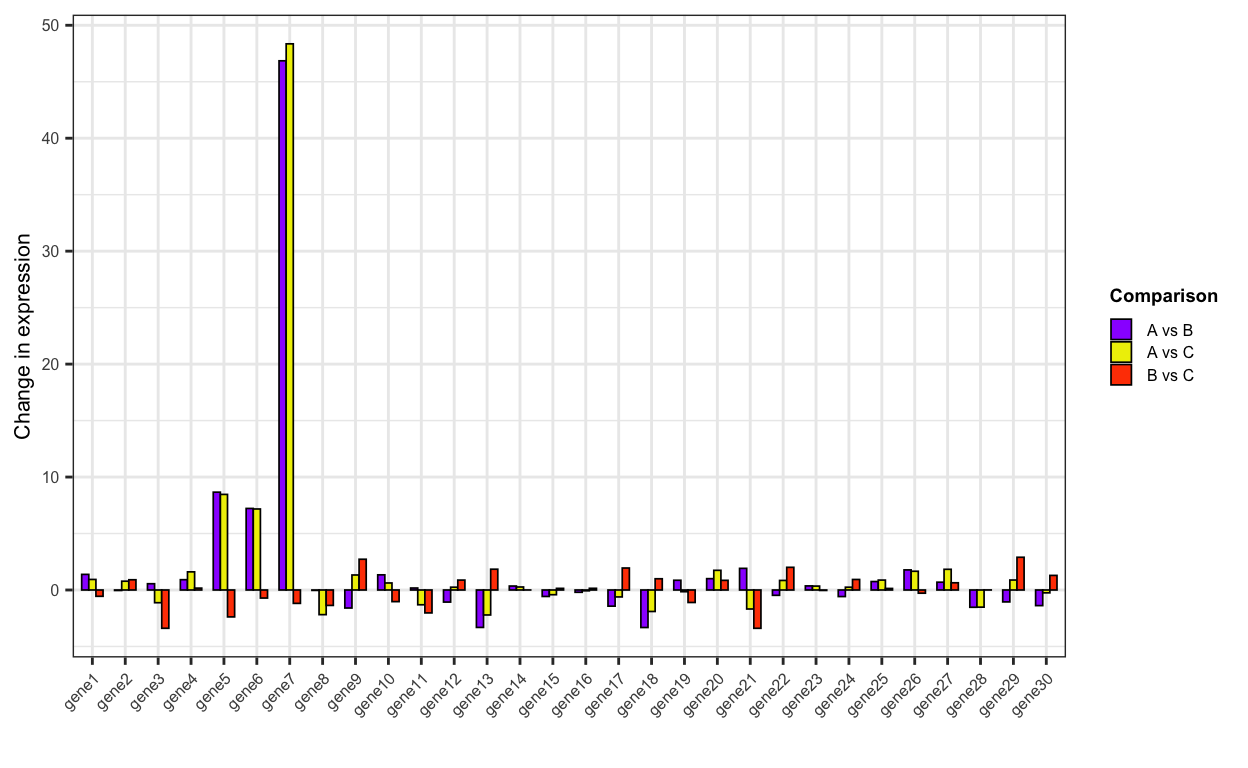 50
40
30
20
10
0
Change in expression
gene1
gene2
gene3
gene4
gene5
gene6
gene7
gene8
gene9
gene10
gene11
gene12
gene13
gene14
gene15
gene16
gene17
gene18
gene19
gene20
gene21
gene22
gene23
gene24
gene25
gene26
gene27
gene28
gene29
gene30
Comparison
A vs B
A vs C
B vs C